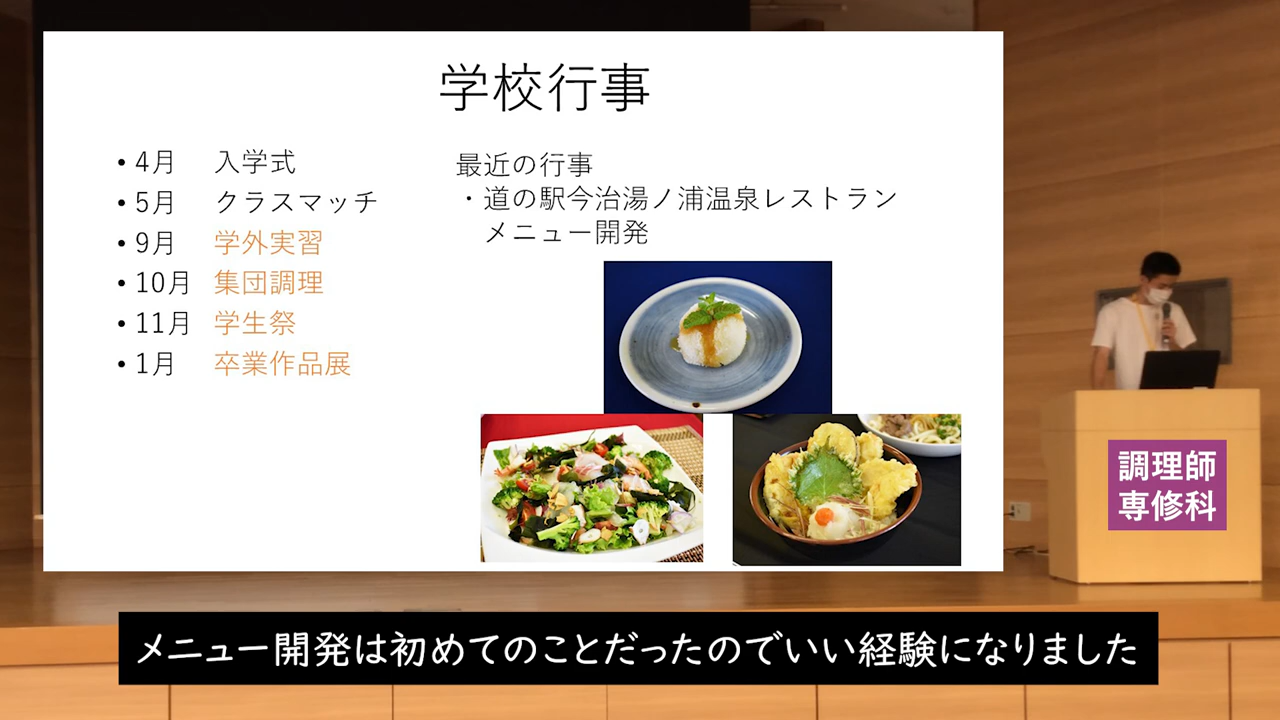 学校行事
• 4月 入学式
• 5月 クラスマッチ
• 9月 学外実習
• 10月 集団調理
• 11月 学生祭
• 1月 卒業作品展
最近の行事
・道の駅今治湯ノ浦温泉レストラン
メニュー開発
調理師
専修科
メニュー開発は初めてのことだったのでいい経験になりました